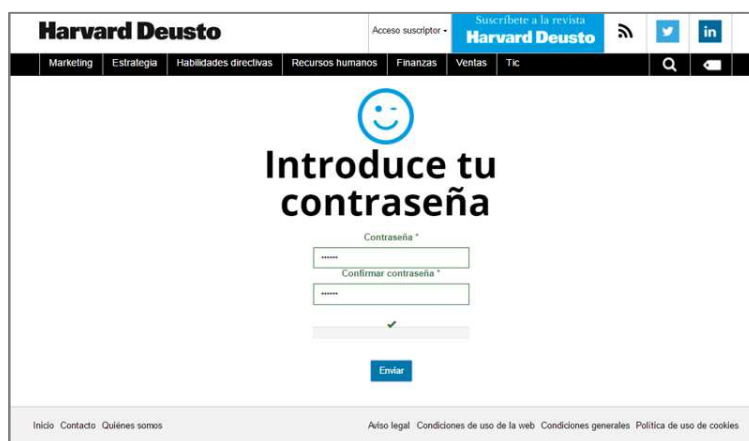 Harvard Deusto
Acceso suscriptor
Suscríbete a la revista
Harvard Deusto
in
Marketing Estrategia Habilidades directivas Recursos humanos Finanzas Ventas Tic
Introduce tu
contraseña
Contraseña *
••••••
Confirmar contraseña *
••••••
Enviar
Inicio Contacto Quiénes somos Aviso legal Condiciones de uso de la web Condiciones generales Política de uso de cookies